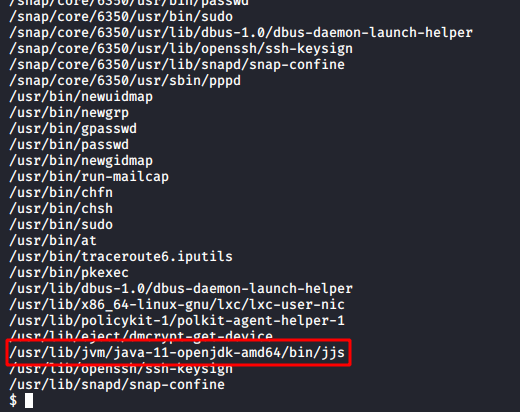 /snap/core/6350/usr/bin/passwd
/snap/core/6350/usr/bin/sudo
/snap/core/6350/usr/lib/dbus-1.0/dbus-daemon-launch-helper
/snap/core/6350/usr/lib/openssh/ssh-keysign
/snap/core/6350/usr/lib/snapd/snap-confine
/snap/core/6350/usr/sbin/pppd
/usr/bin/newuidmap
/usr/bin/newgrp
/usr/bin/gpasswd
/usr/bin/passwd
/usr/bin/newgidmap
/usr/bin/run-mailcap
/usr/bin/chfn
/usr/bin/chsh
/usr/bin/sudo
/usr/bin/at
/usr/bin/traceroute6.iputils
/usr/bin/pkexec
/usr/lib/dbus-1.0/dbus-daemon-launch-helper
/usr/lib/x86_64-linux-gnu/lxc/lxc-user-nic
/usr/lib/policykit-1/polkit-agent-helper-1
/usr/lib/eject/dmcrypt-get-device
/usr/lib/jvm/java-11-openjdk-amd64/bin/jjs
/usr/lib/openssh/ssh-keysign
/usr/lib/snapd/snap-confine
$